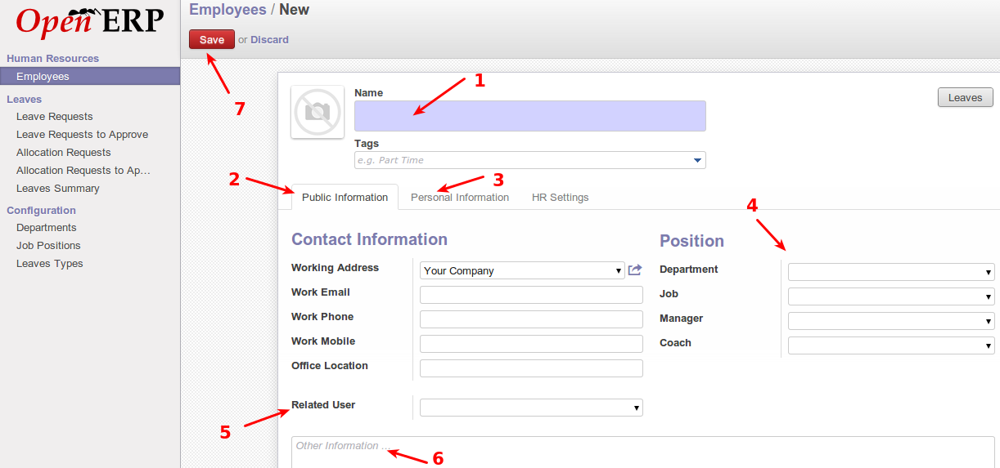 Open ERP
Human Resources
Employees
Leaves
Leave Requests
Leave Requests to Approve
Allocation Requests
Allocation Requests to Ap...
Leaves Summary
Configuration
Departments
Job Positions
Leaves Types
Employees / New
Save or Discard
7
Name
1
Leaves
Tags
e.g. Part Time
2
3
Public Information
Personal Information
HR Settings
4
Contact Information
Working Address
Your Company
Work Email
Work Phone
Work Mobile
Office Location
Related User
5
Position
Department
Job
Manager
Coach
Other Information ...
6